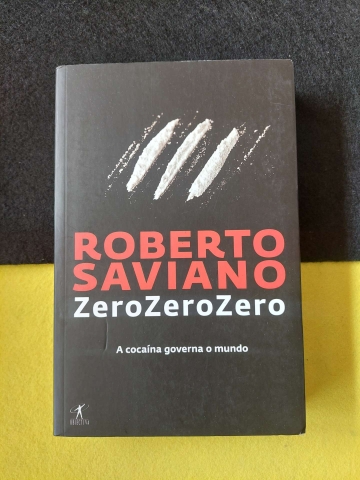 ROBERTO
SAVIANO
ZeroZeroZero
A cocaína governa o mundo